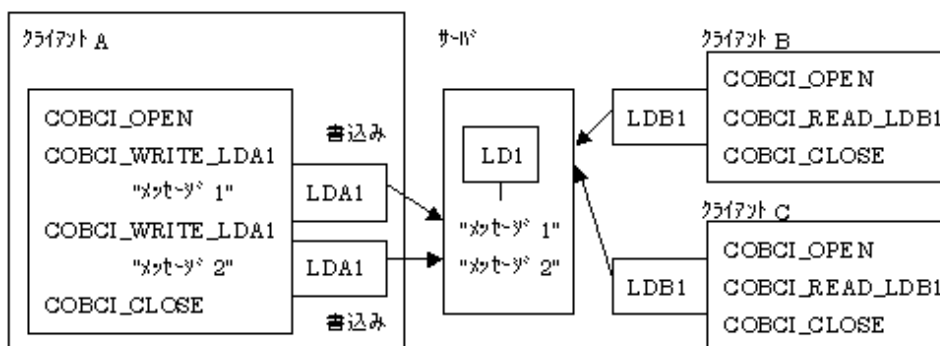 クライアント A
COBCI_OPEN
COBCI_WRITE_LDA1
"メッセージ 1"
COBCI_WRITE_LDA1
"メッセージ 2"
COBCI_CLOSE
書込み
LDA1
LDA1
書込み
サーバ
LD1
"メッセージ 1"
"メッセージ 2"
クライアント B
LDB1
COBCI_OPEN
COBCI_READ_LDB1
COBCI_CLOSE
クライアント C
LDB1
COBCI_OPEN
COBCI_READ_LDB1
COBCI_CLOSE